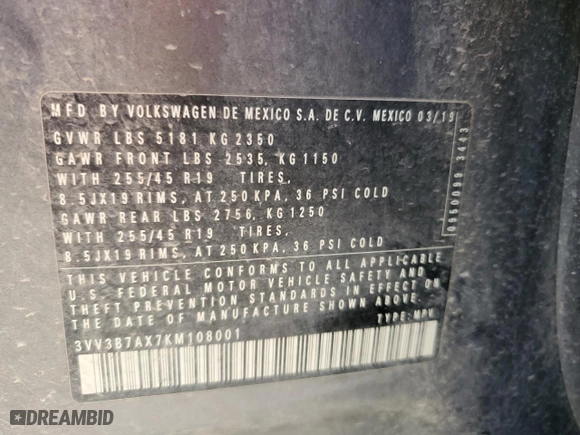 MFD BY VOLKSWAGEN DE MEXICO S.A. DE C.V. MEXICO 03/19
GVWR LBS 5181 KG 2350
GAWR FRONT LBS 2535, KG 1150
WITH 255/45 R19 TIRES,
8.5JX19 RIMS, AT 250 KPA, 36 PSI COLD
GAWR REAR LBS 2756, KG 1250
WITH 255/45 R19 TIRES,
8.5JX19 RIMS, AT 250 KPA, 36 PSI COLD
THIS VEHICLE CONFORMS TO ALL APPLICABLE
U.S. FEDERAL MOTOR VEHICLE SAFETY AND
THEFT PREVENTION STANDARDS IN EFFECT ON
THE DATE OF MANUFACTURE SHOWN ABOVE.
3VV3B7AX7KM108001
TYPE: MPV
0950099 3413
DREAMBID